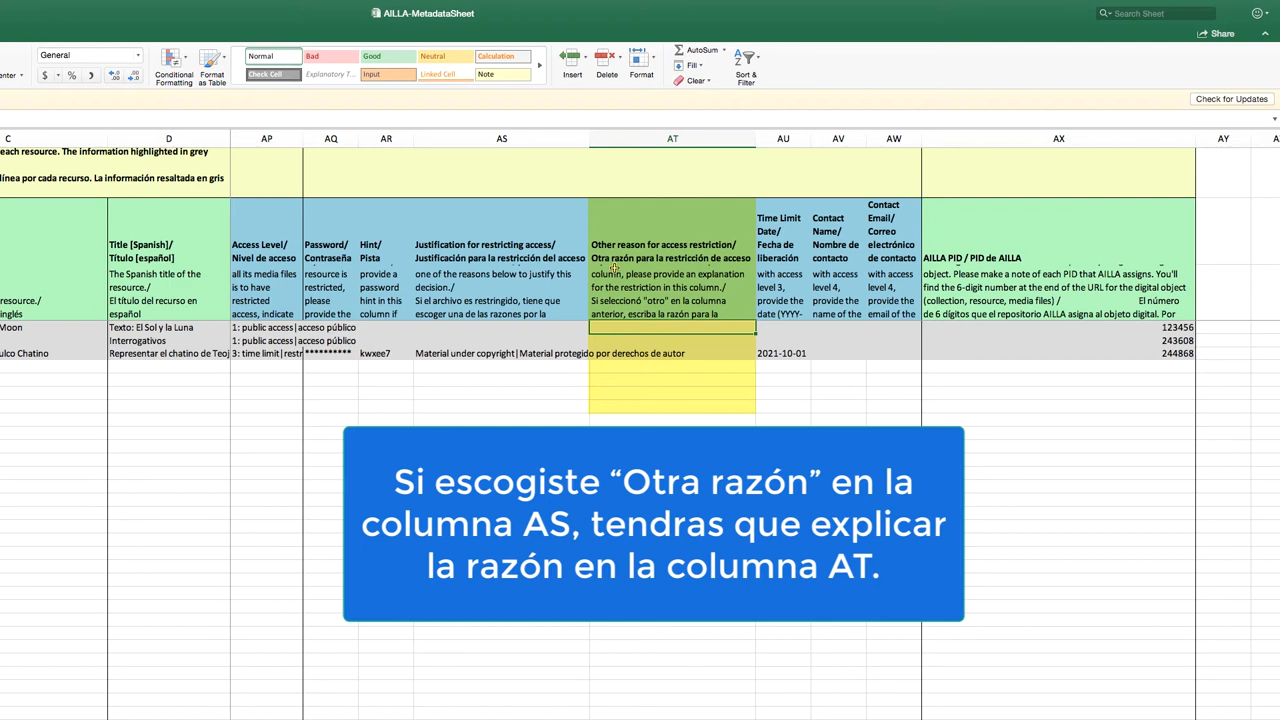 AILLA-MetadataSheet
Search Sheet
Share
General
$ % )
Conditional
Formatting
Format
as Table
Normal
Bad
Good
Neutral
Calculation
Check Cell
Explanatory T...
Input
Linked Cell
Note
Insert
Delete
Format
AutoSum
Fill
Clear
Sort &
Filter
Check for Updates
C D AP AQ AR AS AT AU AV AW AX AY
each resource. The information highlighted in grey
línea por cada recurso. La información resaltada en gris
Title [Spanish]/
Título [español]
The Spanish title of the
resource./
El título del recurso en
español
resource./
inglés
Access Level/
Nivel de acceso
all its media files
is to have
restricted
access, indicate
Password/
Contraseña
resource is
restricted,
please
provide the
Hint/
Pista
provide a
password
hint in this
column if
Justification for restricting access/
Justificación para la restricción del acceso
one of the reasons below to justify this
decision./
Si el archivo es restringido, tiene que
escoger una de las razones por la
Other reason for access restriction/
Otra razón para la restricción de acceso
column, please provide an explanation
for the restriction in this column./
Si seleccionó "otro" en la columna
anterior, escriba la razón para la
Time Limit
Date/
Fecha de
liberación
with access
level 3,
provide the
date (YYYY-
Contact
Name/
Nombre de
contacto
with access
level 4,
provide the
name of the
Contact
Email/
Correo
electrónico
de contacto
with access
level 4,
provide the
email of the
AILLA PID / PID de AILLA
object. Please make a note of each PID that AILLA assigns. You'll
find the 6-digit number at the end of the URL for the digital object
(collection, resource, media files) / El número
de 6 dígitos que el repositorio AILLA asigna al objeto digital. Por
Moon Texto: El Sol y la Luna 1: public access|acceso público 123456
Interrogativos 1: public access|acceso público 243608
ulco Chatino Representar el chatino de Teoj 3: time limit|restr ********** kwxee7 Material under copyright|Material protegido por derechos de autor 2021-10-01 244868
Si escogiste “Otra razón” en la
columna AS, tendras que explicar
la razón en la columna AT.